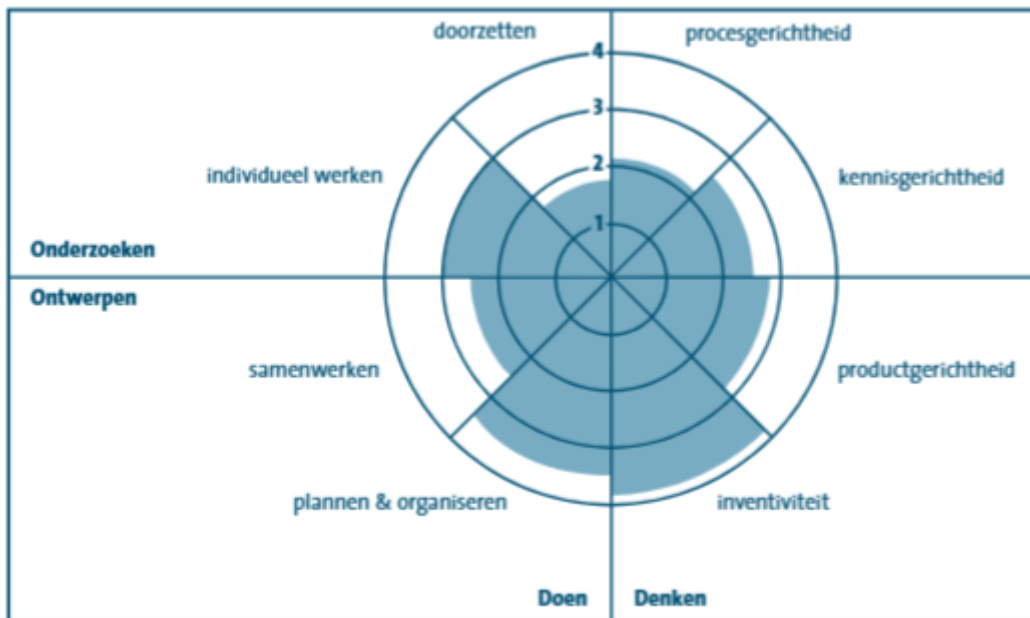 doorzetten
procesgerichtheid
4
3
2
1
individueel werken
kennisgerichtheid
Onderzoeken
Ontwerpen
samenwerken
productgerichtheid
plannen & organiseren
inventiviteit
Doen
Denken